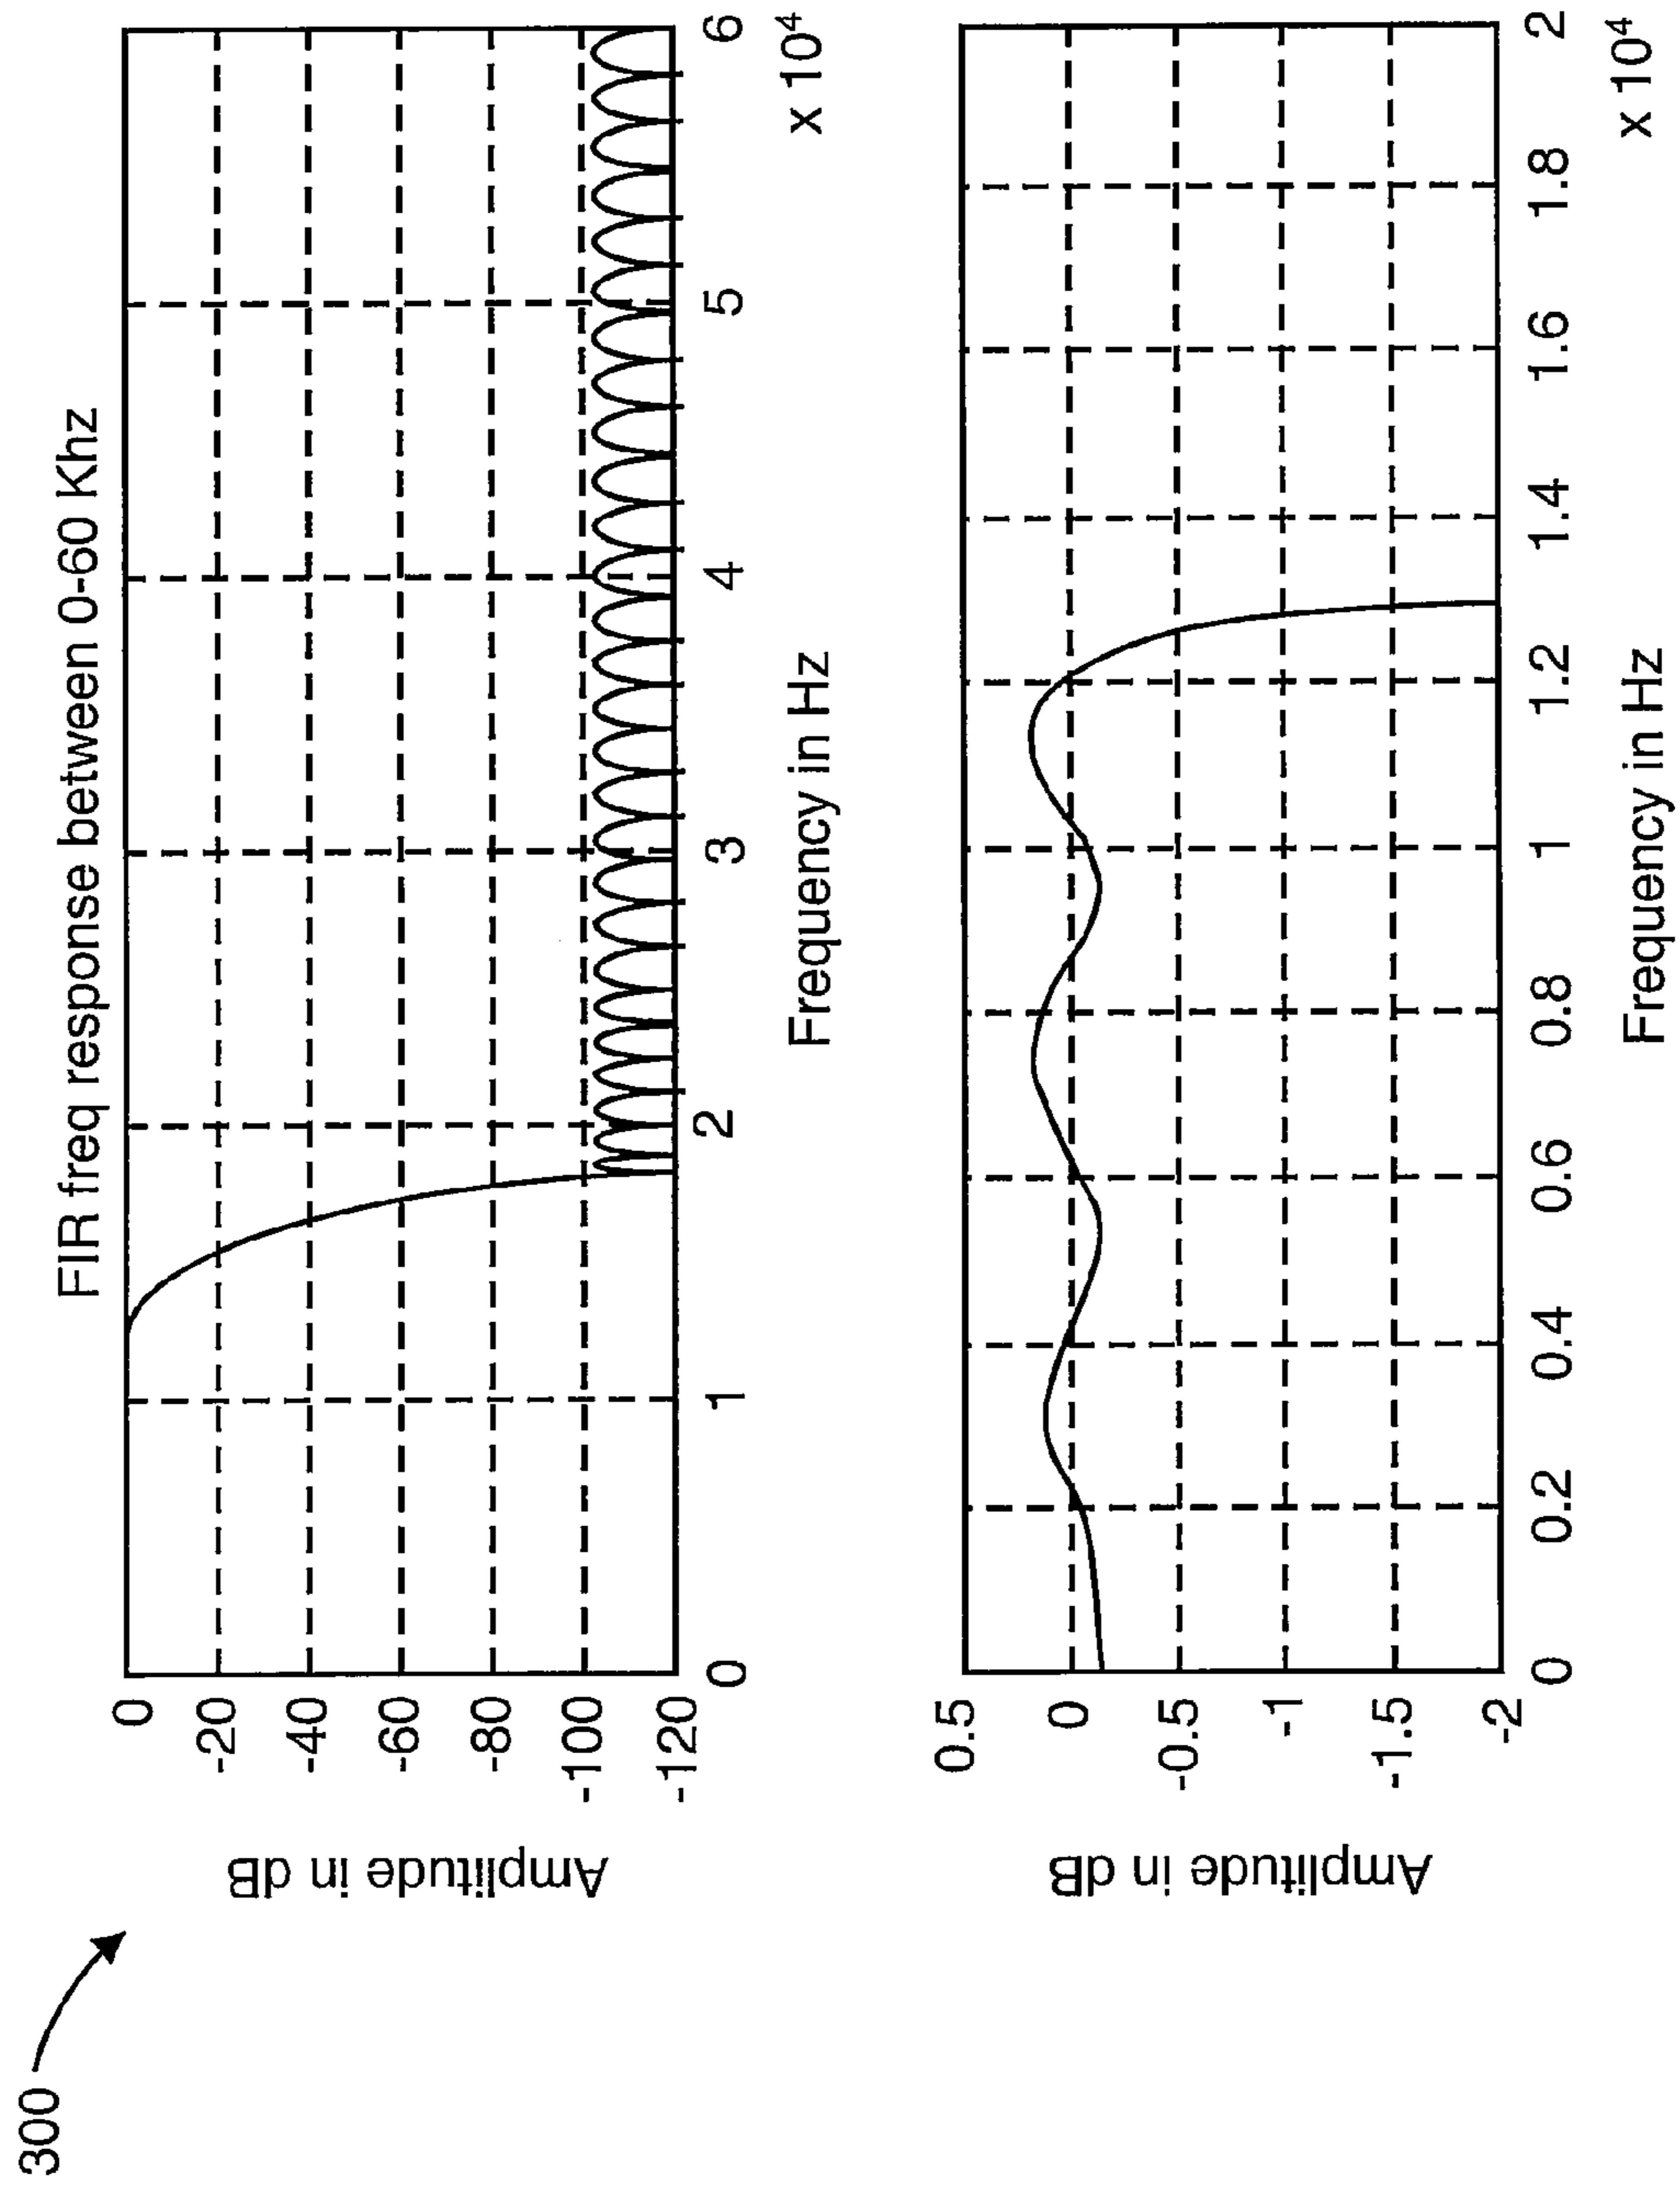 300
FIR freq response between 0-60 Khz
Amplitude in dB
0
-20
-40
-60
-80
-100
-120
0 1 2 3 4 5 6
x 10⁴
Frequency in Hz
Amplitude in dB
0.5
0
-0.5
-1
-1.5
-2
0 0.2 0.4 0.6 0.8 1 1.2 1.4 1.6 1.8 2
x 10⁴
Frequency in Hz